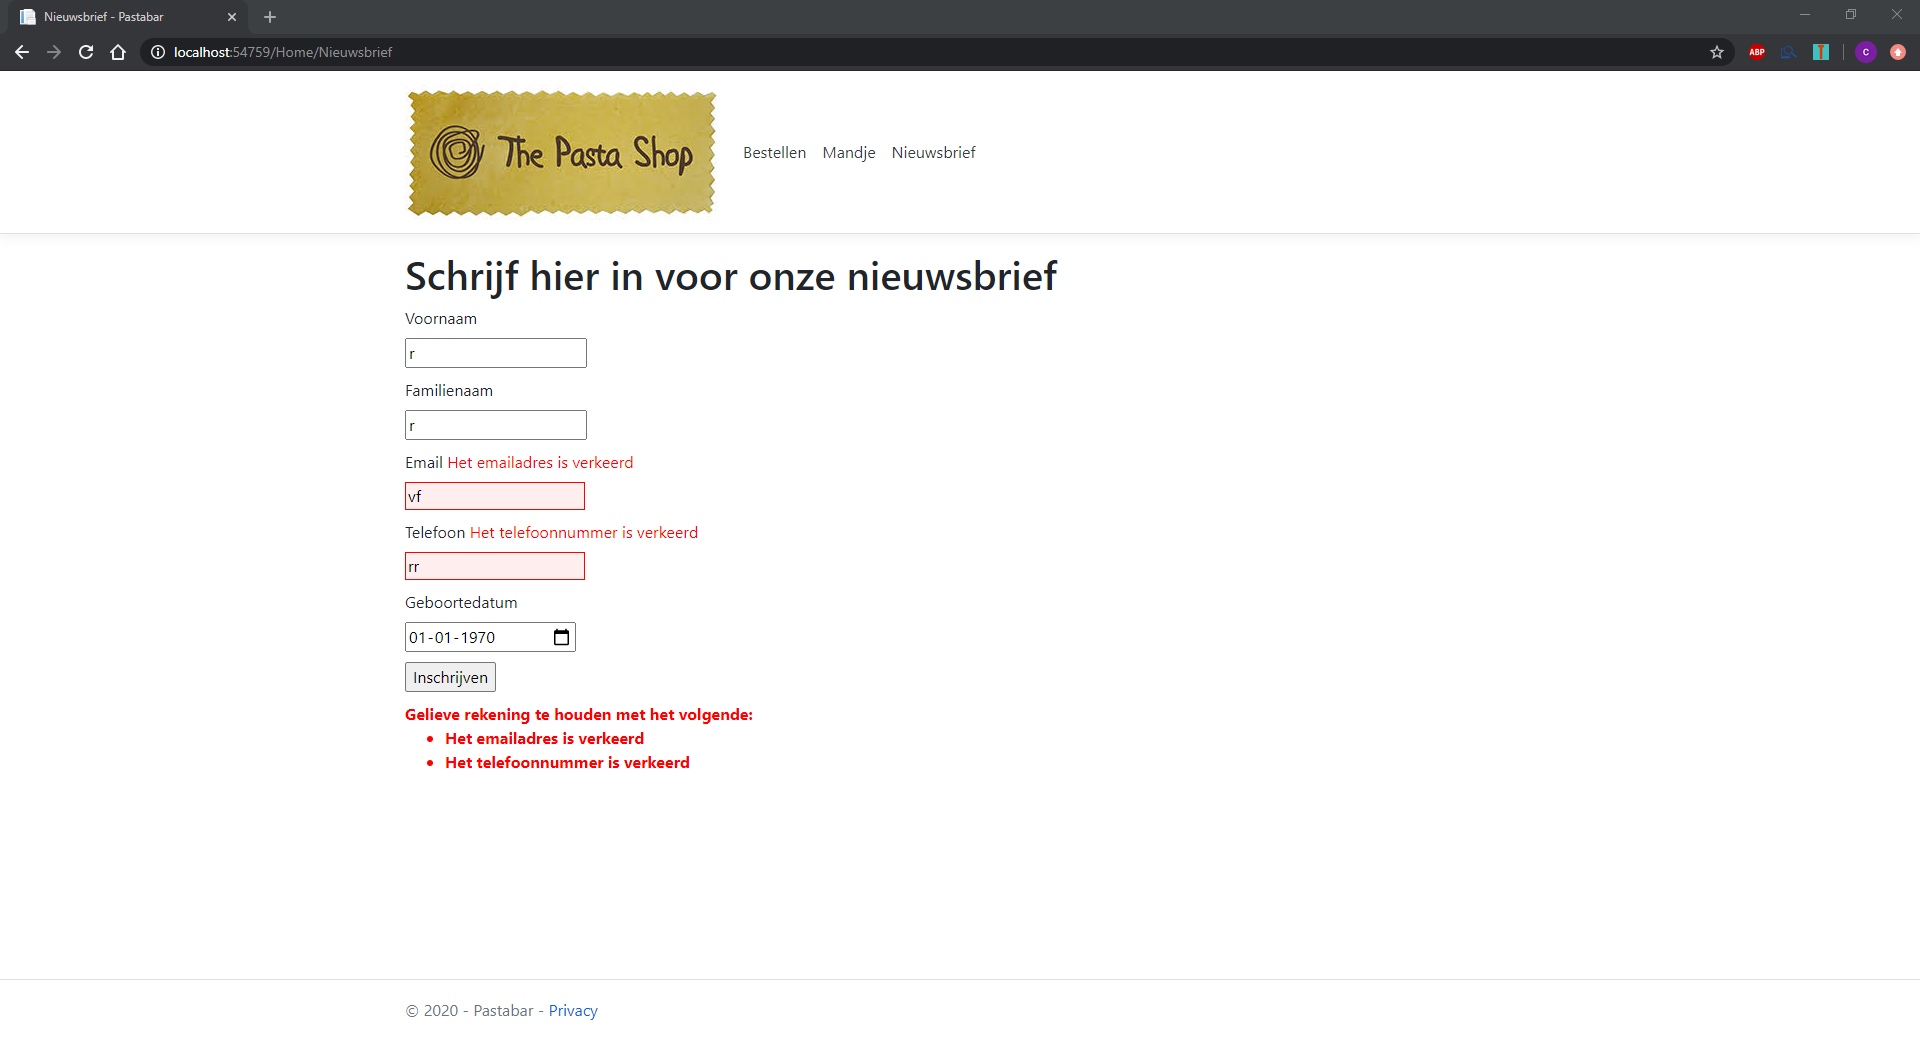 Nieuwsbrief - Pastabar
localhost:54759/Home/Nieuwsbrief
ABP
T
C
The Pasta Shop
Bestellen Mandje Nieuwsbrief
Schrijf hier in voor onze nieuwsbrief
Voornaam
r
Familienaam
r
Email Het emailadres is verkeerd
vf
Telefoon Het telefoonnummer is verkeerd
rr
Geboortedatum
01-01-1970
Inschrijven
Gelieve rekening te houden met het volgende:
• Het emailadres is verkeerd
• Het telefoonnummer is verkeerd
© 2020 - Pastabar - Privacy